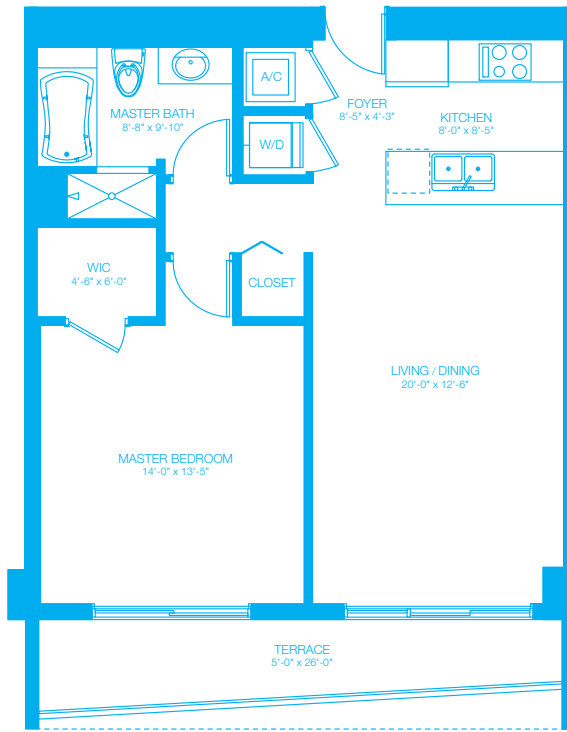 A/C
MASTER BATH
8'-8" x 9'-10"
FOYER
8'-5" x 4'-3"
KITCHEN
8'-0" x 8'-5"
W/D
WIC
4'-6" x 6'-0"
CLOSET
LIVING / DINING
20'-0" x 12'-6"
MASTER BEDROOM
14'-0" x 13'-5"
TERRACE
5'-0" x 26'-0"